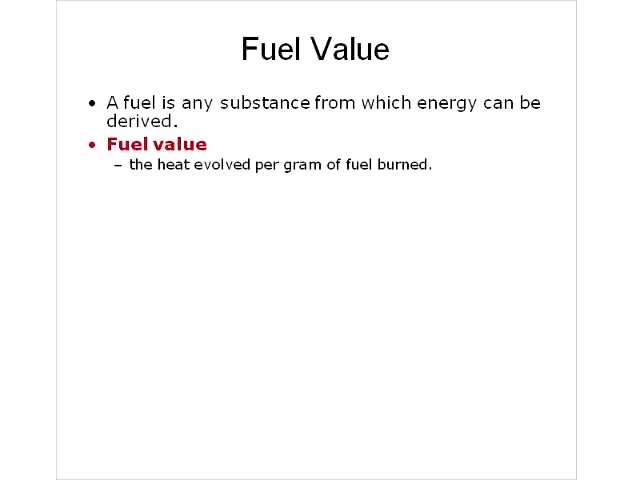 Fuel Value
• A fuel is any substance from which energy can be
derived.
• Fuel value
– the heat evolved per gram of fuel burned.